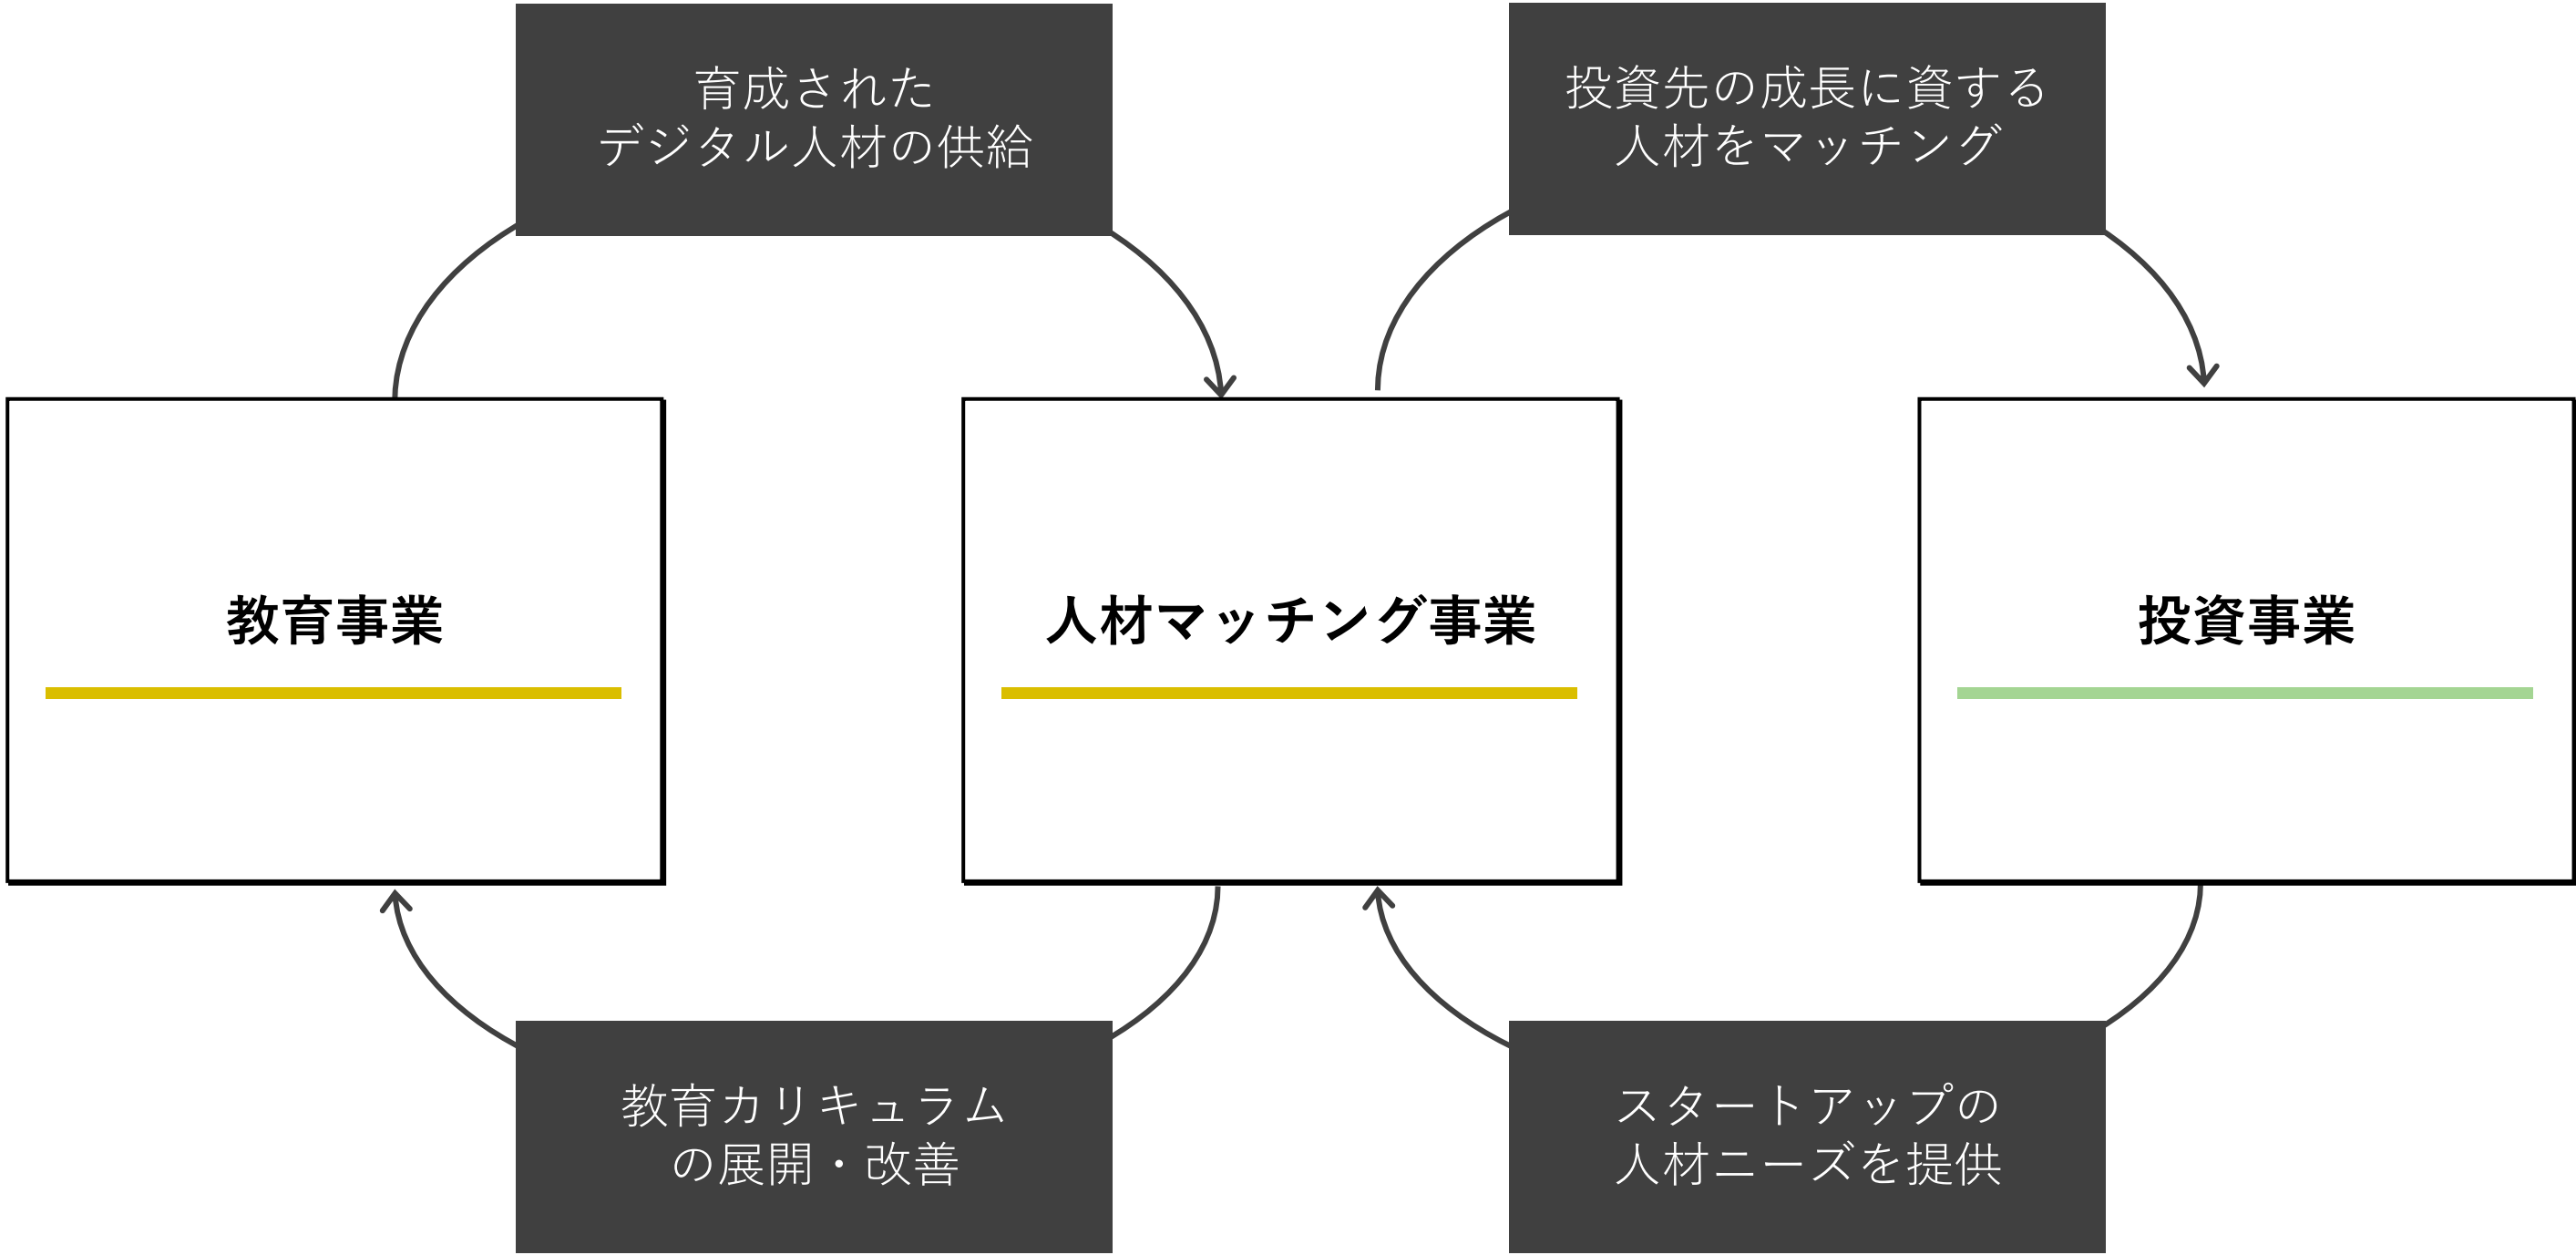 育成された
デジタル人材の供給
投資先の成長に資する
人材をマッチング
教育事業
人材マッチング事業
投資事業
教育カリキュラム
の展開・改善
スタートアップの
人材ニーズを提供